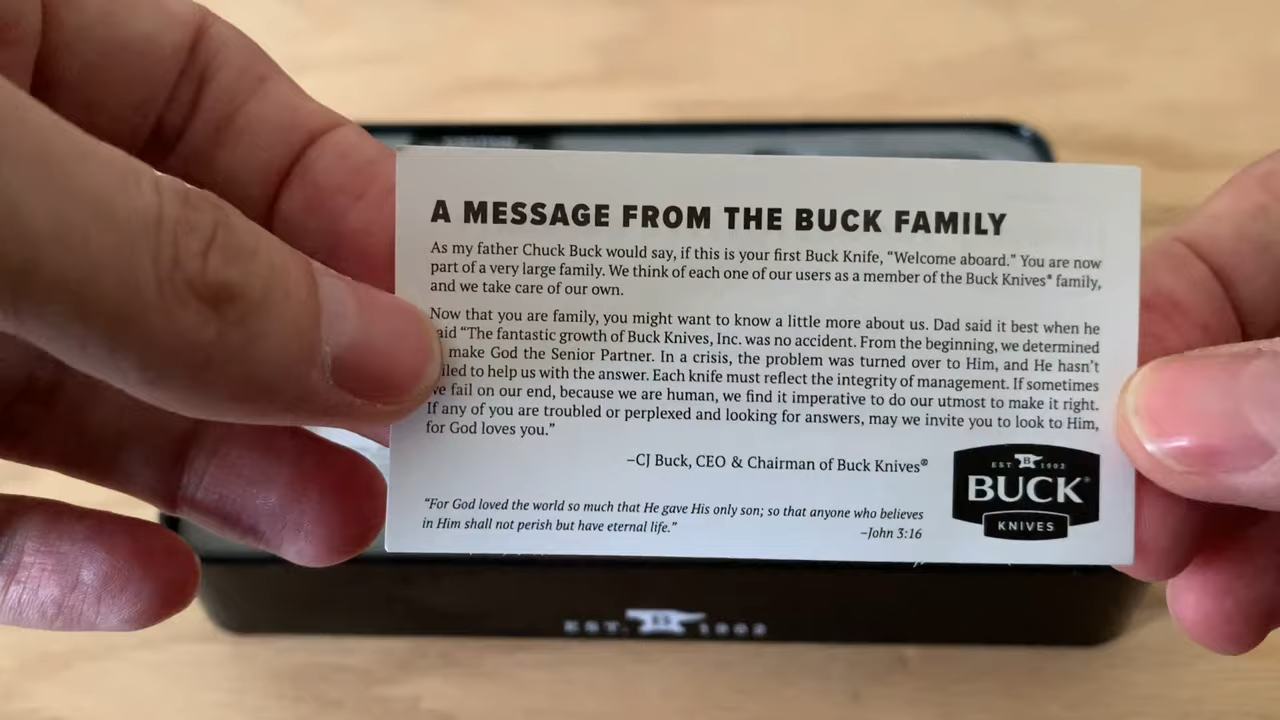 A MESSAGE FROM THE BUCK FAMILY
As my father Chuck Buck would say, if this is your first Buck Knife, “Welcome aboard.” You are now
part of a very large family. We think of each one of our users as a member of the Buck Knives® family,
and we take care of our own.
Now that you are family, you might want to know a little more about us. Dad said it best when he
aid “The fantastic growth of Buck Knives, Inc. was no accident. From the beginning, we determined
make God the Senior Partner. In a crisis, the problem was turned over to Him, and He hasn’t
iled to help us with the answer. Each knife must reflect the integrity of management. If sometimes
we fail on our end, because we are human, we find it imperative to do our utmost to make it right.
If any of you are troubled or perplexed and looking for answers, may we invite you to look to Him,
for God loves you.”
–CJ Buck, CEO & Chairman of Buck Knives®
“For God loved the world so much that He gave His only son; so that anyone who believes
in Him shall not perish but have eternal life.”
–John 3:16
EST B 1902
BUCK®
KNIVES
EST. B 1902